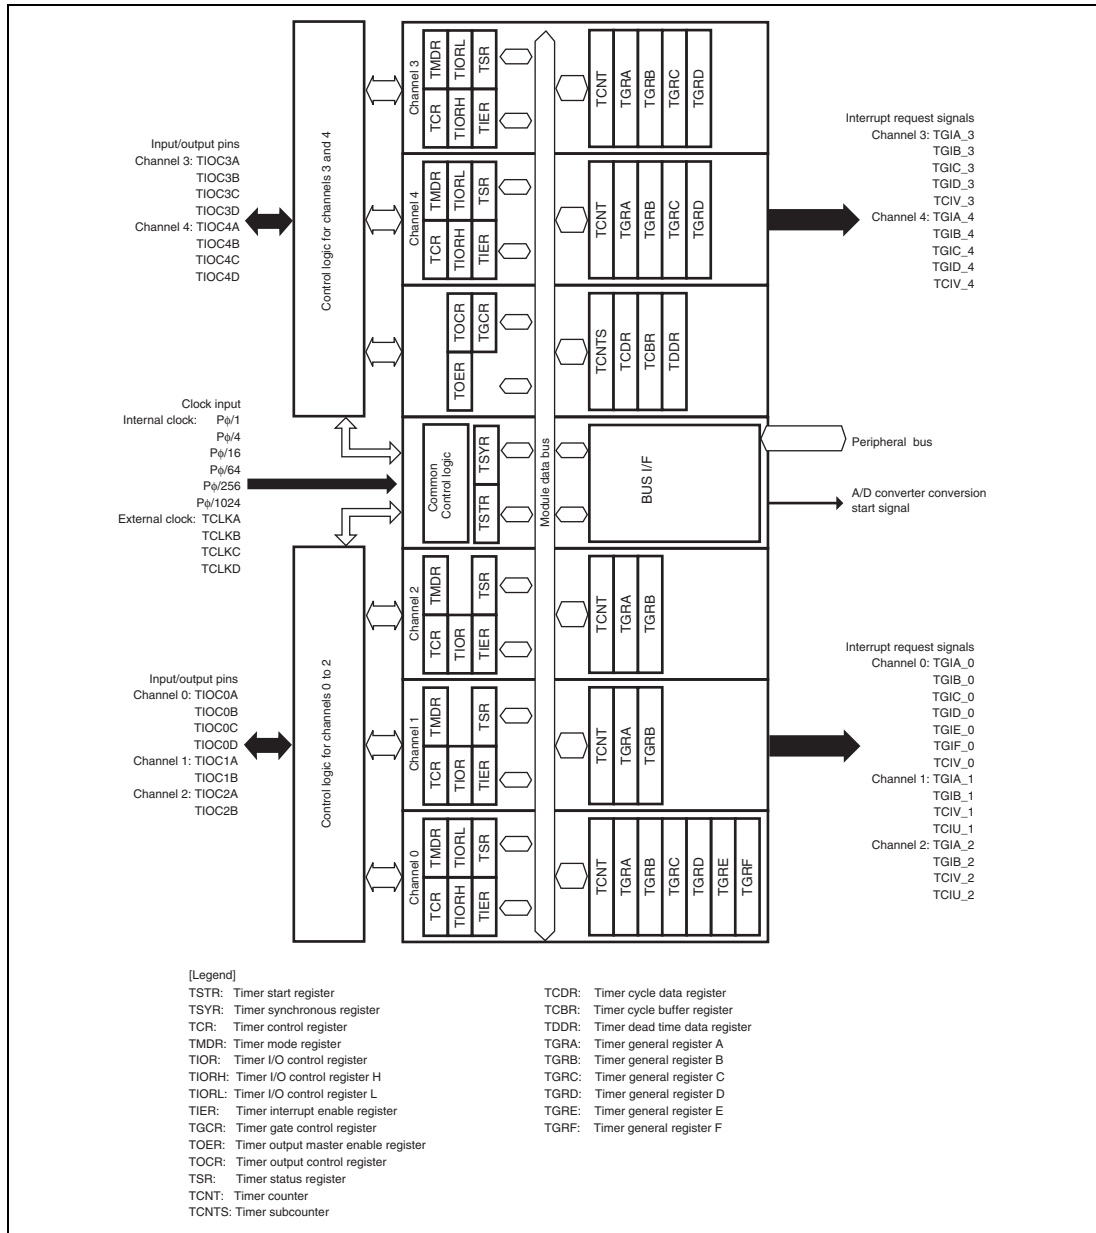 Input/output pins
Channel 3: TIOC3A
TIOC3B
TIOC3C
TIOC3D
Channel 4: TIOC4A
TIOC4B
TIOC4C
TIOC4D
Clock input
Internal clock: Pϕ/1
Pϕ/4
Pϕ/16
Pϕ/64
Pϕ/256
Pϕ/1024
External clock: TCLKA
TCLKB
TCLKC
TCLKD
Input/output pins
Channel 0: TIOC0A
TIOC0B
TIOC0C
TIOC0D
Channel 1: TIOC1A
TIOC1B
Channel 2: TIOC2A
TIOC2B
Control logic for channels 3 and 4
Control logic for channels 0 to 2
Channel 3
TMDR
TIORL
TSR
TCR
TIORH
TIER
TCNT
TGRA
TGRB
TGRC
TGRD
Channel 4
TMDR
TIORL
TSR
TCR
TIORH
TIER
TCNT
TGRA
TGRB
TGRC
TGRD
TOCR
TGCR
TOER
TCNTS
TCDR
TCBR
TDDR
Common
Control logic
TSYR
TSTR
Module data bus
BUS I/F
Channel 2
TMDR
TSR
TCR
TIOR
TIER
TCNT
TGRA
TGRB
Channel 1
TMDR
TSR
TCR
TIOR
TIER
TCNT
TGRA
TGRB
Channel 0
TMDR
TIORL
TSR
TCR
TIORH
TIER
TCNT
TGRA
TGRB
TGRC
TGRD
TGRE
TGRF
Interrupt request signals
Channel 3: TGIA_3
TGIB_3
TGIC_3
TGID_3
TCIV_3
Channel 4: TGIA_4
TGIB_4
TGIC_4
TGID_4
TCIV_4
Peripheral bus
A/D converter conversion
start signal
Interrupt request signals
Channel 0: TGIA_0
TGIB_0
TGIC_0
TGID_0
TGIE_0
TGIF_0
TCIV_0
Channel 1: TGIA_1
TGIB_1
TCIV_1
TCIU_1
Channel 2: TGIA_2
TGIB_2
TCIV_2
TCIU_2
[Legend]
TSTR: Timer start register
TSYR: Timer synchronous register
TCR: Timer control register
TMDR: Timer mode register
TIOR: Timer I/O control register
TIORH: Timer I/O control register H
TIORL: Timer I/O control register L
TIER: Timer interrupt enable register
TGCR: Timer gate control register
TOER: Timer output master enable register
TOCR: Timer output control register
TSR: Timer status register
TCNT: Timer counter
TCNTS: Timer subcounter
TCDR: Timer cycle data register
TCBR: Timer cycle buffer register
TDDR: Timer dead time data register
TGRA: Timer general register A
TGRB: Timer general register B
TGRC: Timer general register C
TGRD: Timer general register D
TGRE: Timer general register E
TGRF: Timer general register F